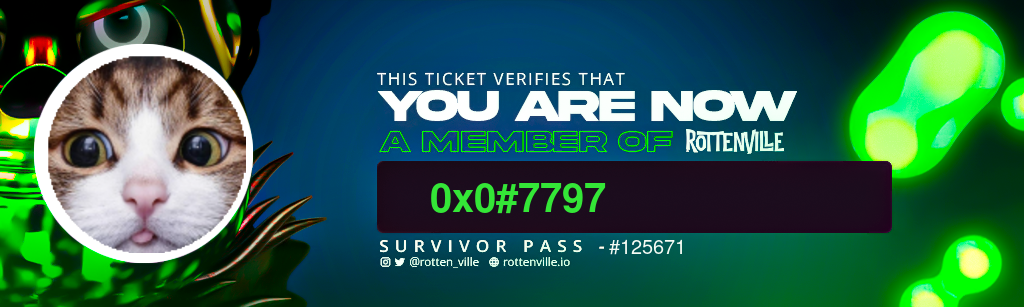 THIS TICKET VERIFIES THAT
YOU ARE NOW
A MEMBER OF ROTTENVILLE
0x0#7797
SURVIVOR PASS - #125671
@rotten_ville rottenville.io